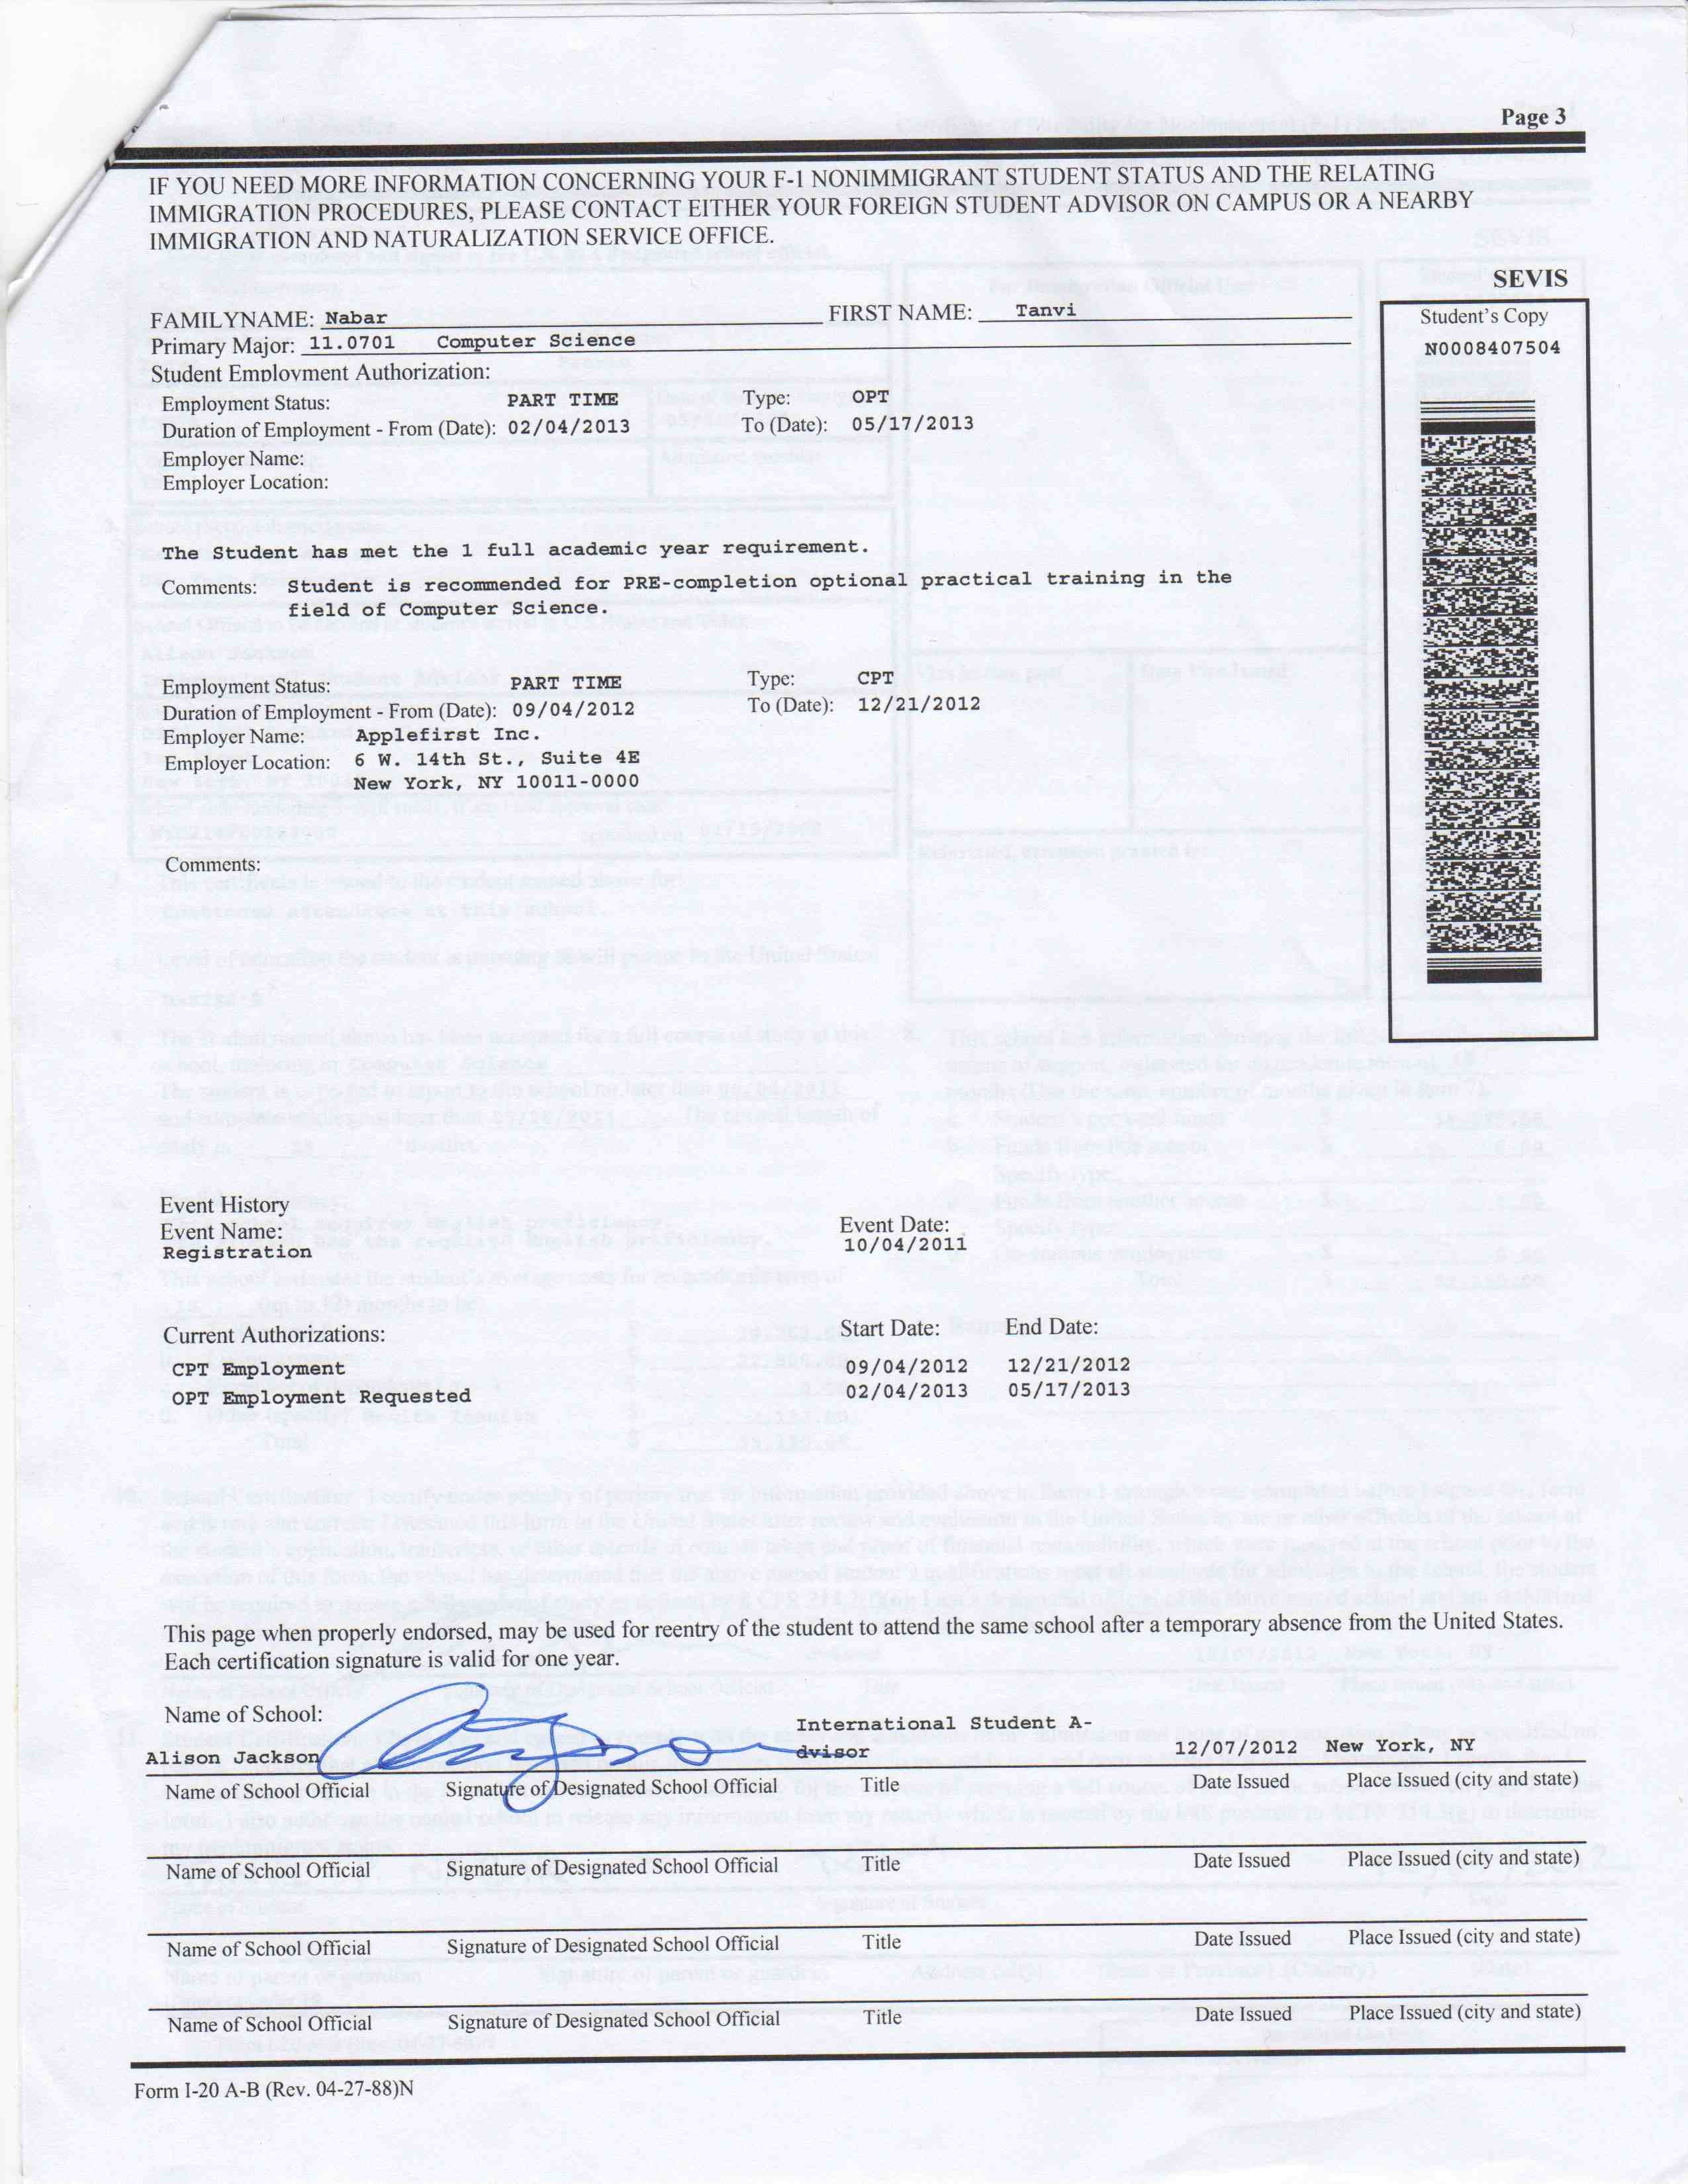 Page 3
IF YOU NEED MORE INFORMATION CONCERNING YOUR F-1 NONIMMIGRANT STUDENT STATUS AND THE RELATING
IMMIGRATION PROCEDURES, PLEASE CONTACT EITHER YOUR FOREIGN STUDENT ADVISOR ON CAMPUS OR A NEARBY
IMMIGRATION AND NATURALIZATION SERVICE OFFICE.
SEVIS
Student's Copy
N0008407504
FAMILYNAME: Nabar FIRST NAME: Tanvi
Primary Major: 11.0701 Computer Science
Student Employment Authorization:
Employment Status: PART TIME Type: OPT
Duration of Employment - From (Date): 02/04/2013 To (Date): 05/17/2013
Employer Name:
Employer Location:
The Student has met the 1 full academic year requirement.
Comments: Student is recommended for PRE-completion optional practical training in the
field of Computer Science.
Employment Status: PART TIME Type: CPT
Duration of Employment - From (Date): 09/04/2012 To (Date): 12/21/2012
Employer Name: Applefirst Inc.
Employer Location: 6 W. 14th St., Suite 4E
New York, NY 10011-0000
Comments:
Event History
Event Name: Event Date:
Registration 10/04/2011
Current Authorizations: Start Date: End Date:
CPT Employment 09/04/2012 12/21/2012
OPT Employment Requested 02/04/2013 05/17/2013
This page when properly endorsed, may be used for reentry of the student to attend the same school after a temporary absence from the United States.
Each certification signature is valid for one year.
Name of School:
International Student A-
Alison Jackson dvisor 12/07/2012 New York, NY
Name of School Official Signature of Designated School Official Title Date Issued Place Issued (city and state)
Name of School Official Signature of Designated School Official Title Date Issued Place Issued (city and state)
Name of School Official Signature of Designated School Official Title Date Issued Place Issued (city and state)
Name of School Official Signature of Designated School Official Title Date Issued Place Issued (city and state)
Form I-20 A-B (Rev. 04-27-88)N